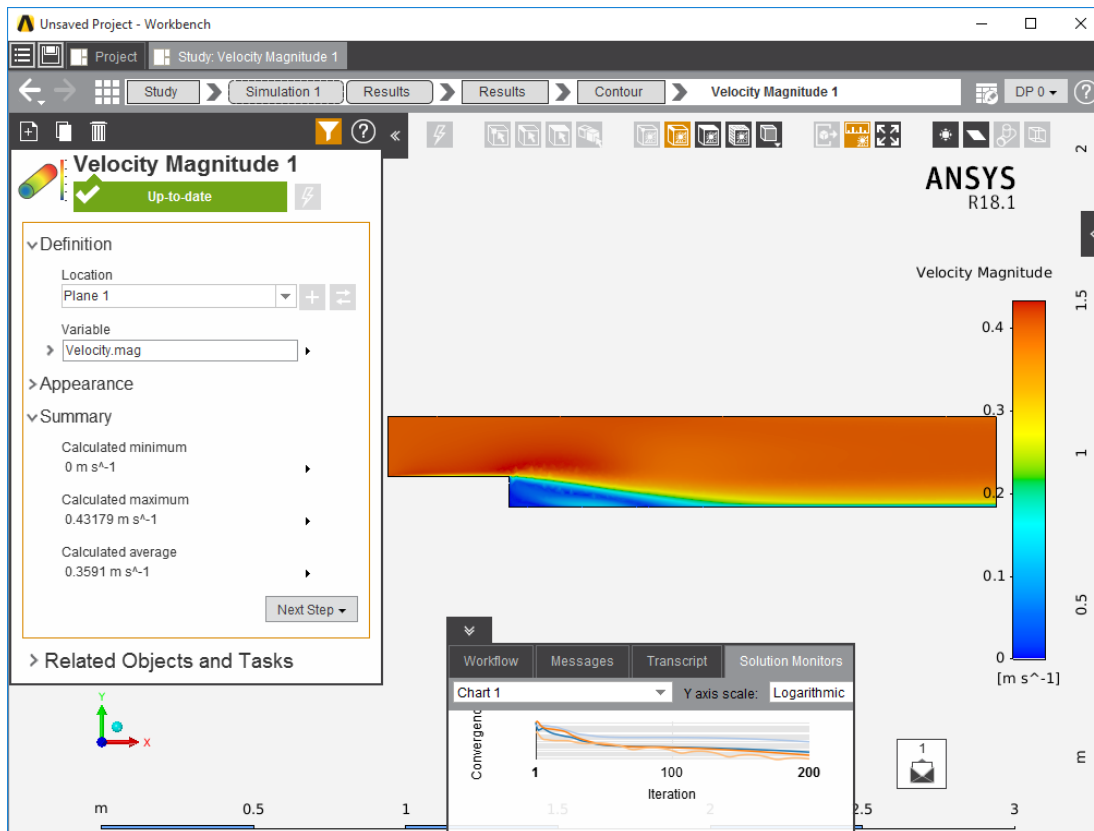 Unsaved Project - Workbench
Project
Study: Velocity Magnitude 1
Study
Simulation 1
Results
Results
Contour
Velocity Magnitude 1
DP 0
?
?
«
Velocity Magnitude 1
Up-to-date
Definition
Location
Plane 1
Variable
Velocity.mag
Appearance
Summary
Calculated minimum
0 m s^-1
Calculated maximum
0.43179 m s^-1
Calculated average
0.3591 m s^-1
Next Step
Related Objects and Tasks
ANSYS
R18.1
Velocity Magnitude
0.4
0.3
0.2
0.1
0
[m s^-1]
2
1.5
1
0.5
m
Workflow
Messages
Transcript
Solution Monitors
Chart 1
Y axis scale:
Logarithmic
Convergenc
1
100
200
Iteration
1
Y
X
m
0.5
1
1.5
2
2.5
3